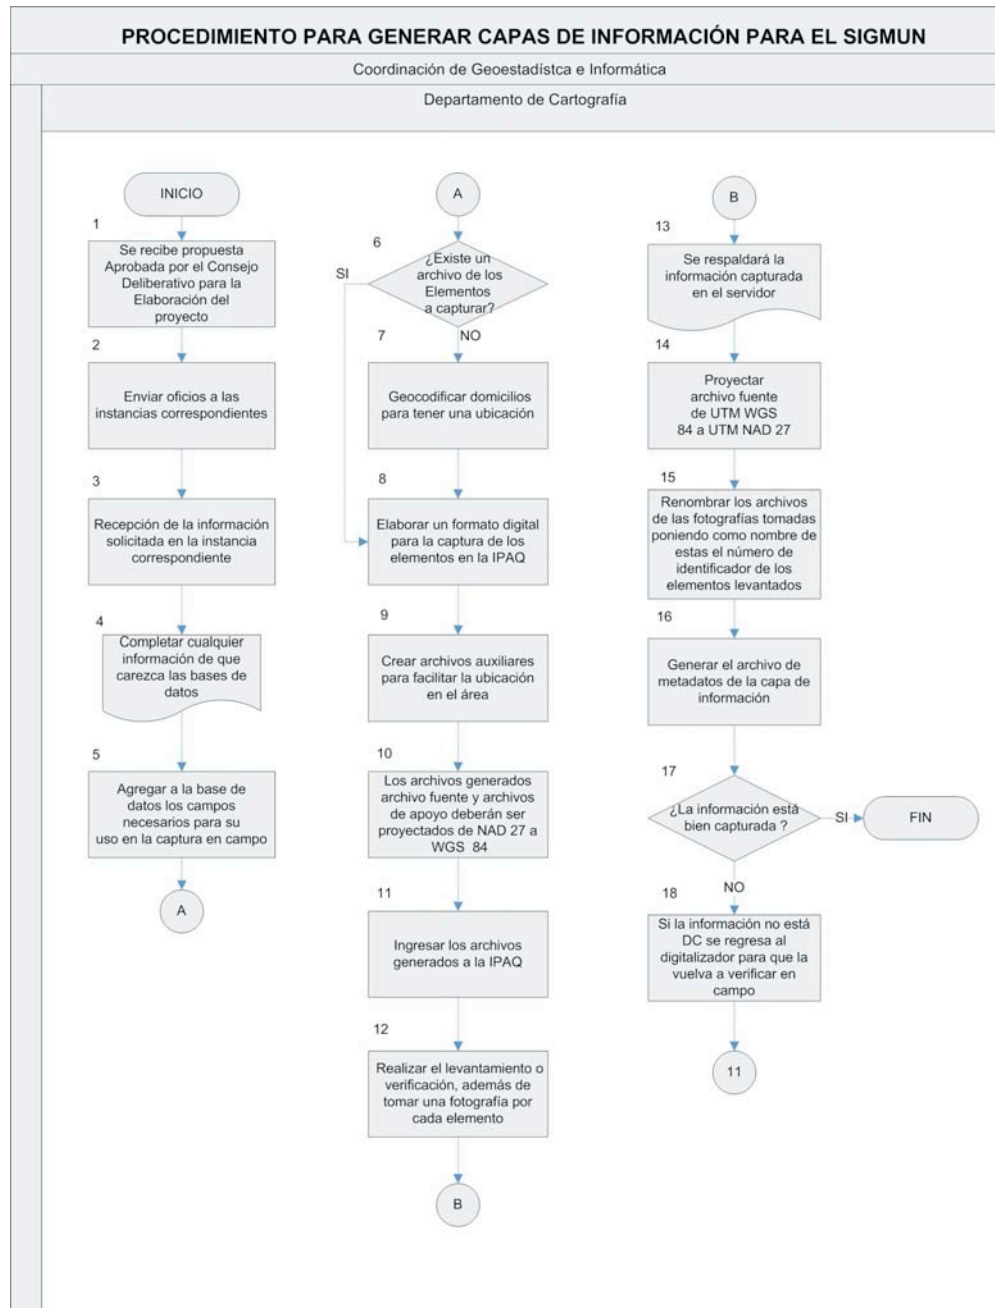 PROCEDIMIENTO PARA GENERAR CAPAS DE INFORMACIÓN PARA EL SIGMUN
Coordinación de Geoestadístca e Informática
Departamento de Cartografía
INICIO
1
Se recibe propuesta
Aprobada por el Consejo
Deliberativo para la
Elaboración del
proyecto
2
Enviar oficios a las
instancias correspondientes
3
Recepción de la información
solicitada en la instancia
correspondiente
4
Completar cualquier
información de que
carezca las bases de
datos
5
Agregar a la base de
datos los campos
necesarios para su
uso en la captura en campo
A
A
6
¿Existe un
archivo de los
Elementos
a capturar?
SI
NO
7
Geocodificar domicilios
para tener una ubicación
8
Elaborar un formato digital
para la captura de los
elementos en la IPAQ
9
Crear archivos auxiliares
para facilitar la ubicación
en el área
10
Los archivos generados
archivo fuente y archivos
de apoyo deberán ser
proyectados de NAD 27 a
WGS 84
11
Ingresar los archivos
generados a la IPAQ
12
Realizar el levantamiento o
verificación, además de
tomar una fotografía por
cada elemento
B
B
13
Se respaldará la
información capturada
en el servidor
14
Proyectar
archivo fuente
de UTM WGS
84 a UTM NAD 27
15
Renombrar los archivos
de las fotografías tomadas
poniendo como nombre de
estas el número de
identificador de los
elementos levantados
16
Generar el archivo de
metadatos de la capa de
información
17
¿La información está
bien capturada ?
SI
FIN
NO
18
Si la información no está
DC se regresa al
digitalizador para que la
vuelva a verificar en
campo
11